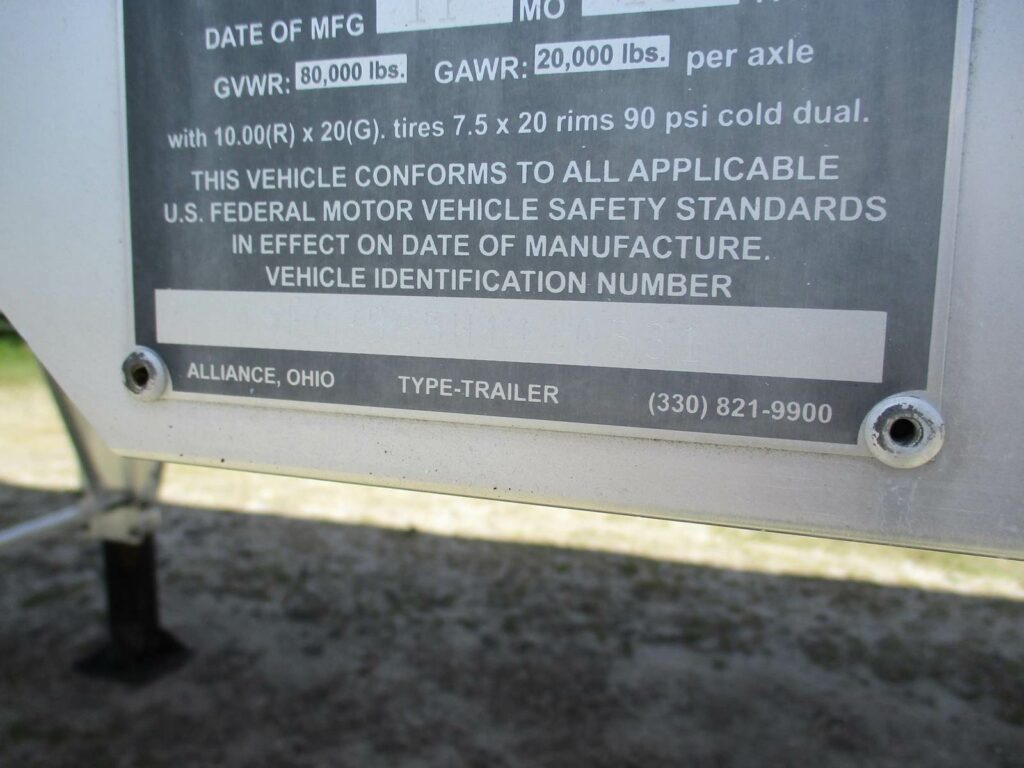 DATE OF MFG MO
GVWR: 80,000 lbs. GAWR: 20,000 lbs. per axle
with 10.00(R) x 20(G). tires 7.5 x 20 rims 90 psi cold dual.
THIS VEHICLE CONFORMS TO ALL APPLICABLE
U.S. FEDERAL MOTOR VEHICLE SAFETY STANDARDS
IN EFFECT ON DATE OF MANUFACTURE.
VEHICLE IDENTIFICATION NUMBER
ALLIANCE, OHIO TYPE-TRAILER (330) 821-9900